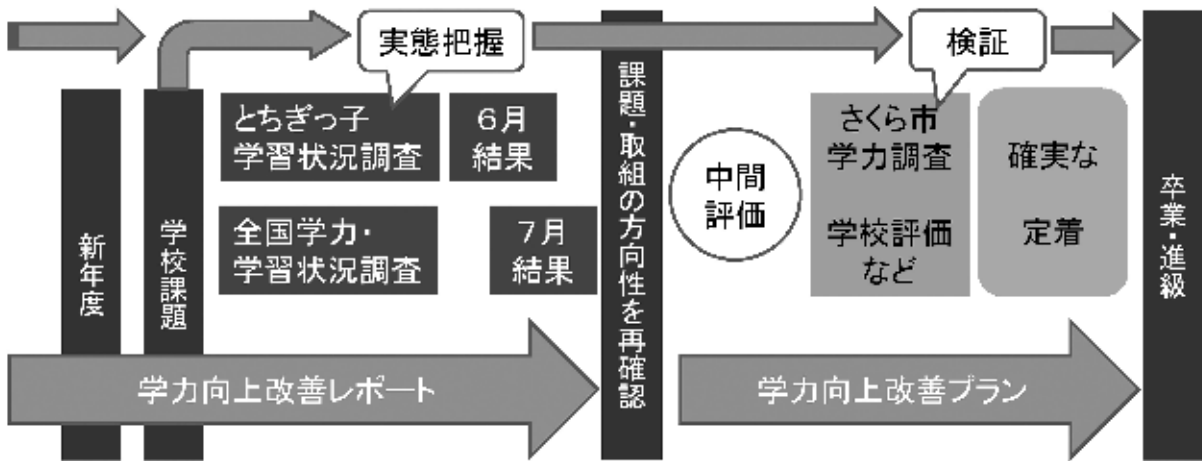 実態把握
検証
新年度
学校課題
とちぎっ子
学習状況調査
6月
結果
全国学力・
学習状況調査
7月
結果
課題・取組の方向性を再確認
中間
評価
さくら市
学力調査
学校評価
など
確実な
定着
卒業・進級
学力向上改善レポート
学力向上改善プラン